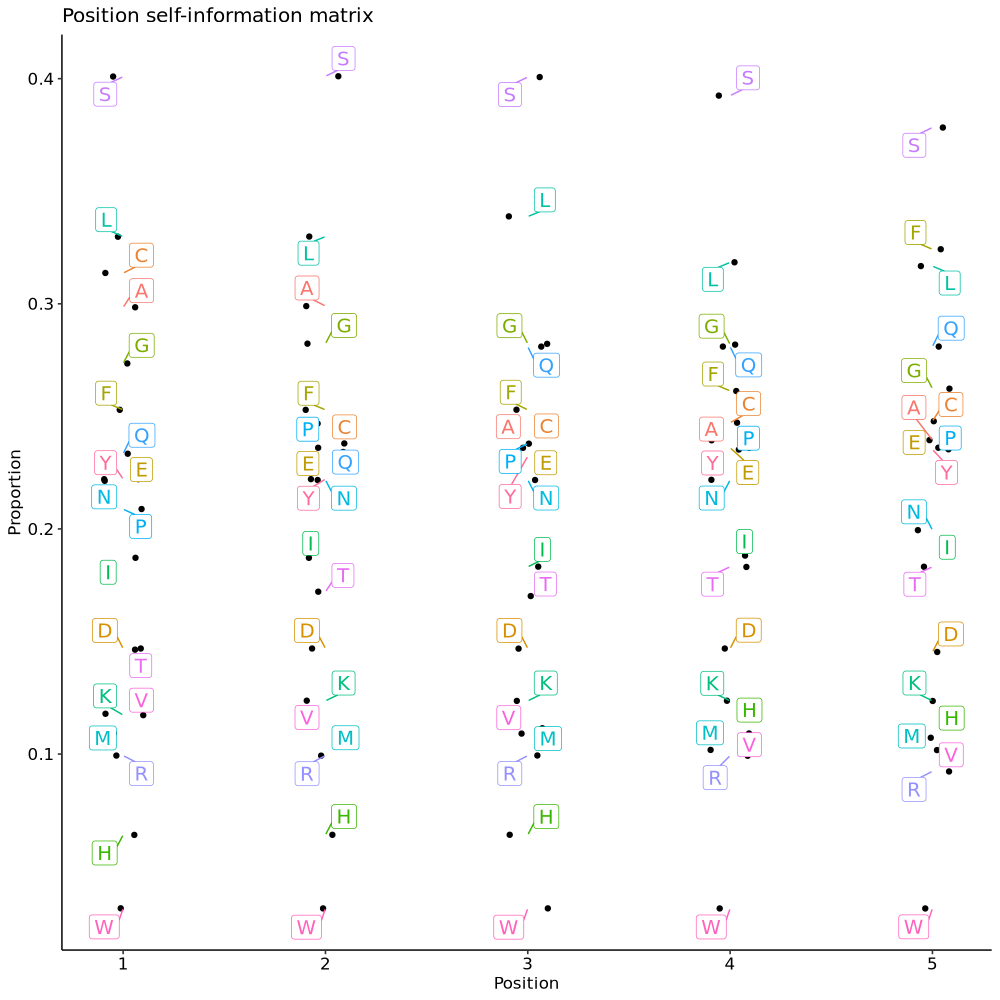 Position self-information matrix
Proportion
0.4
0.3
0.2
0.1
S
L
C
A
G
F
Q
Y
E
N
P
I
D
T
K
V
M
R
H
W
S
L
A
G
F
P
C
E
Q
Y
N
I
T
D
K
V
M
R
H
W
S
L
G
Q
F
A
C
P
E
Y
N
I
T
D
K
V
M
R
H
W
S
L
G
Q
F
C
A
P
Y
E
N
I
T
D
K
H
M
V
R
W
S
F
L
Q
G
A
C
E
P
Y
N
I
T
D
K
H
M
V
R
W
1 2 3 4 5
Position